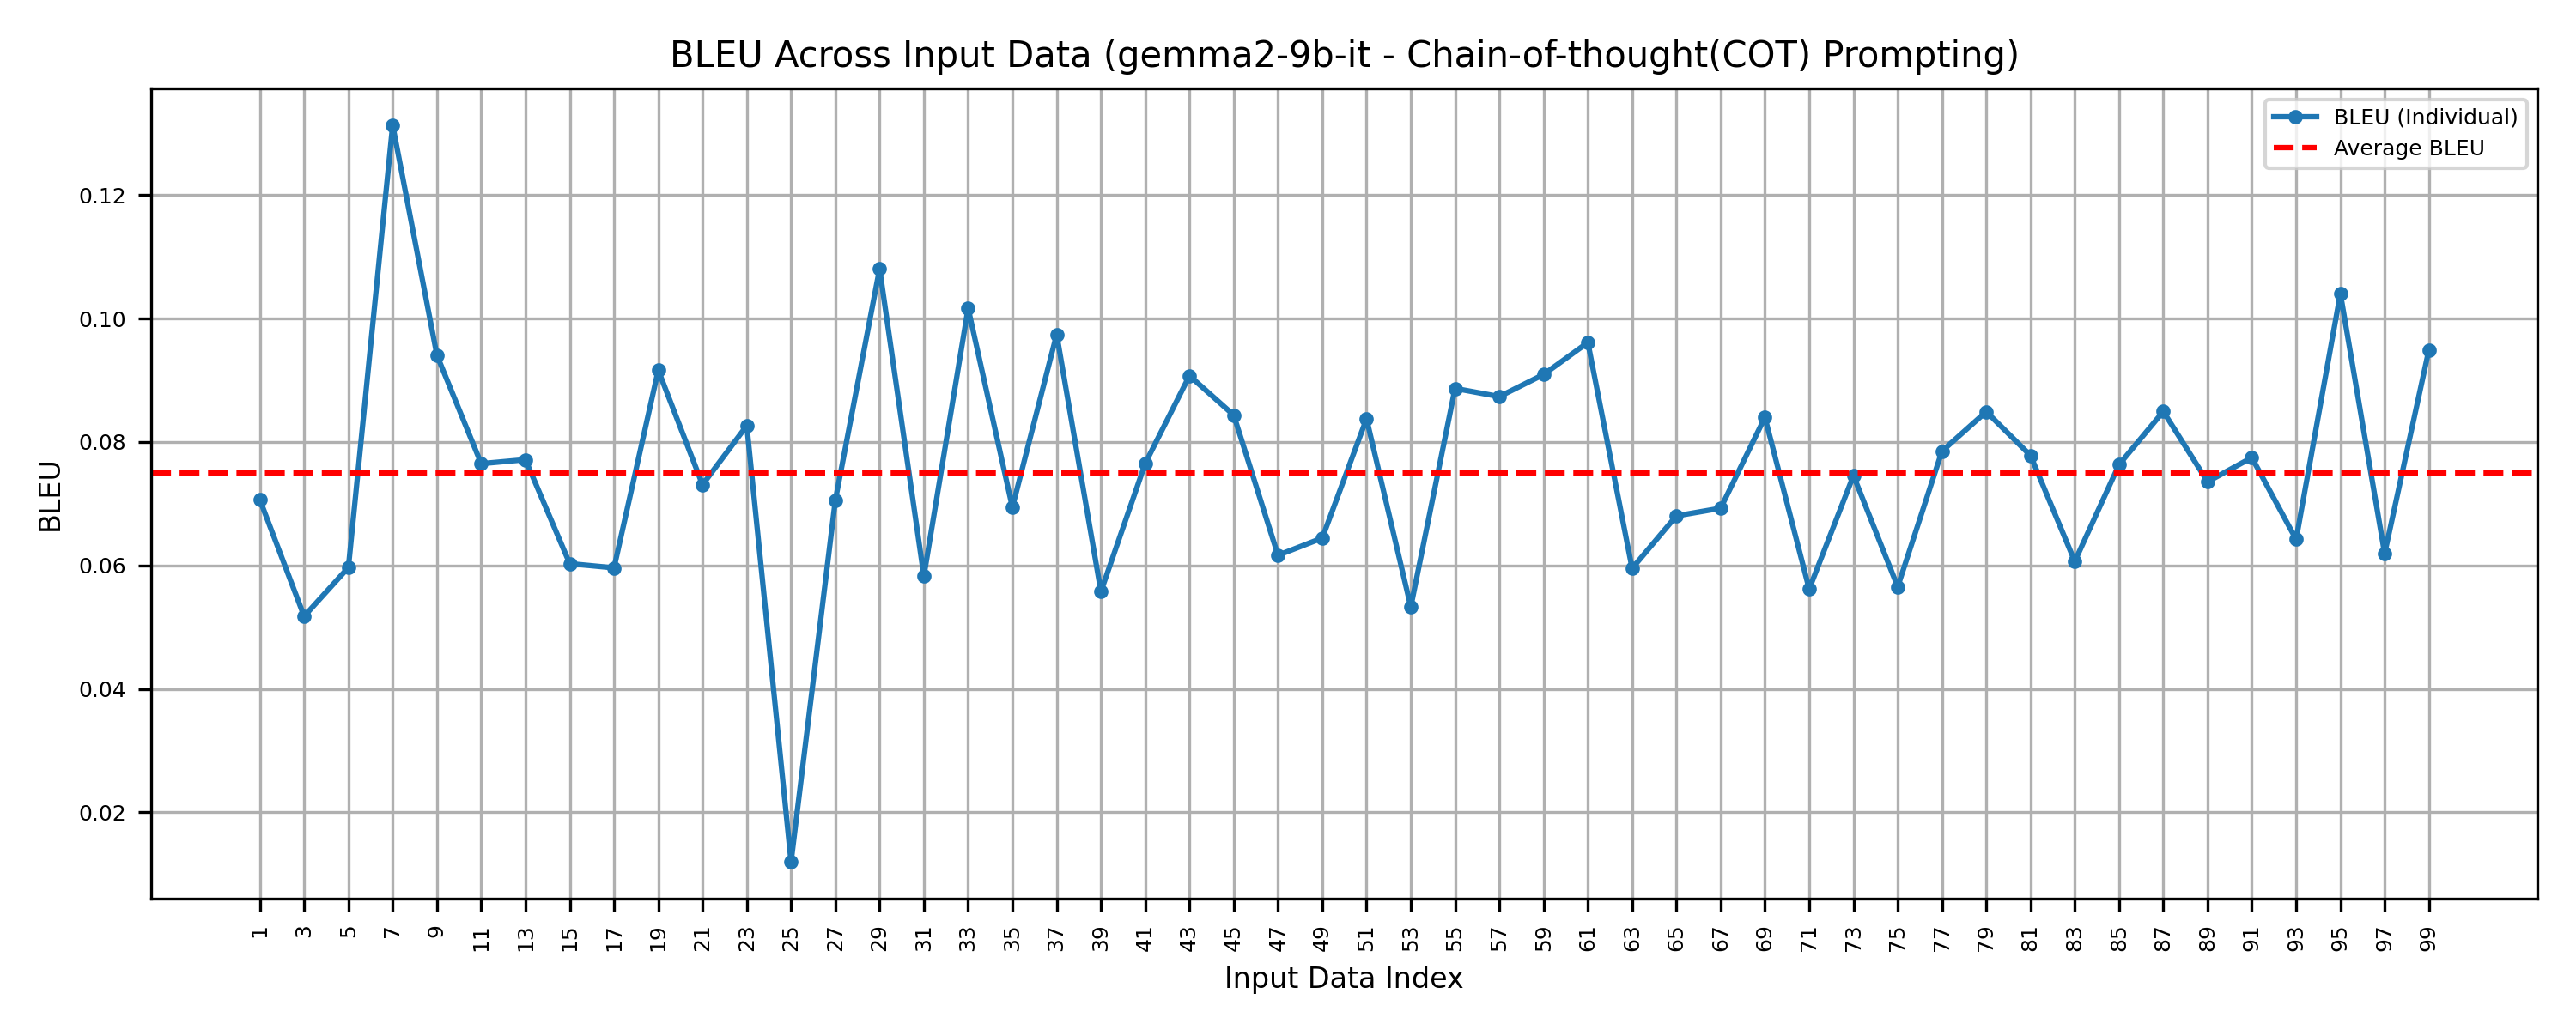 BLEU Across Input Data (gemma2-9b-it - Chain-of-thought(COT) Prompting)
BLEU (Individual)
Average BLEU
BLEU
0.12
0.10
0.08
0.06
0.04
0.02
1 3 5 7 9 11 13 15 17 19 21 23 25 27 29 31 33 35 37 39 41 43 45 47 49 51 53 55 57 59 61 63 65 67 69 71 73 75 77 79 81 83 85 87 89 91 93 95 97 99
Input Data Index